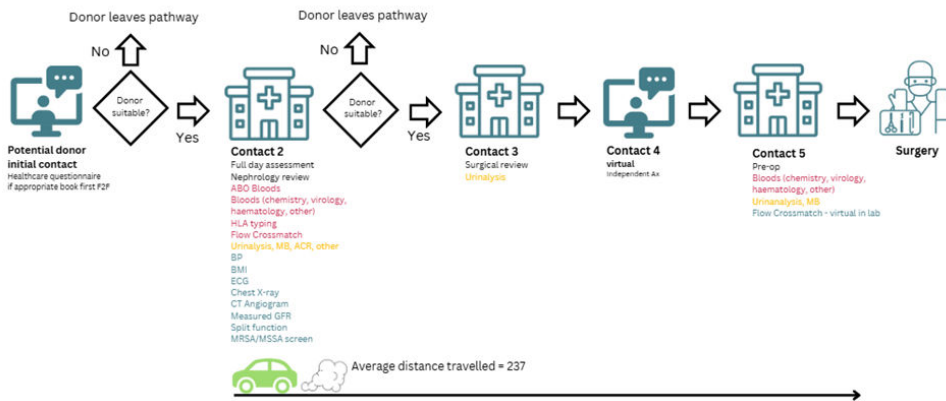 Donor leaves pathway
No
Donor
suitable?
Yes
Potential donor
initial contact
Healthcare questionnaire
if appropriate book first F2F
Donor leaves pathway
No
Donor
suitable?
Yes
Contact 2
Full day assessment
Nephrology review
ABO Bloods
Bloods (chemistry, virology,
haematology, other)
HLA typing
Flow Crossmatch
Urinalysis, MB, ACR, other
BP
BMI
ECG
Chest X-ray
CT Angiogram
Measured GFR
Split function
MRSA/MSSA screen
Contact 3
Surgical review
Urinalysis
Contact 4
virtual
Independent Ax
Contact 5
Pre-op
Bloods (chemistry, virology,
haematology, other)
Urinanalysis, MB
Flow Crossmatch - virtual in lab
Surgery
Average distance travelled = 237